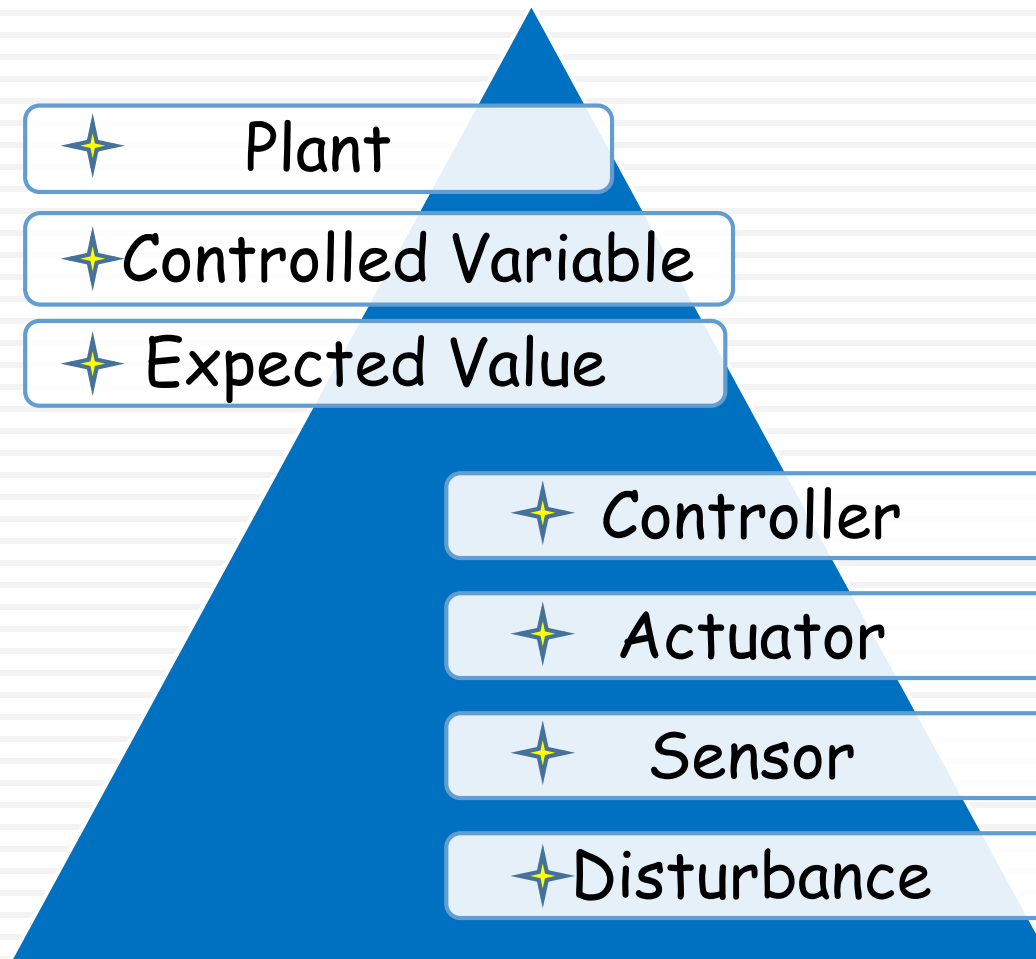 Plant
Controlled Variable
Expected Value
Controller
Actuator
Sensor
Disturbance